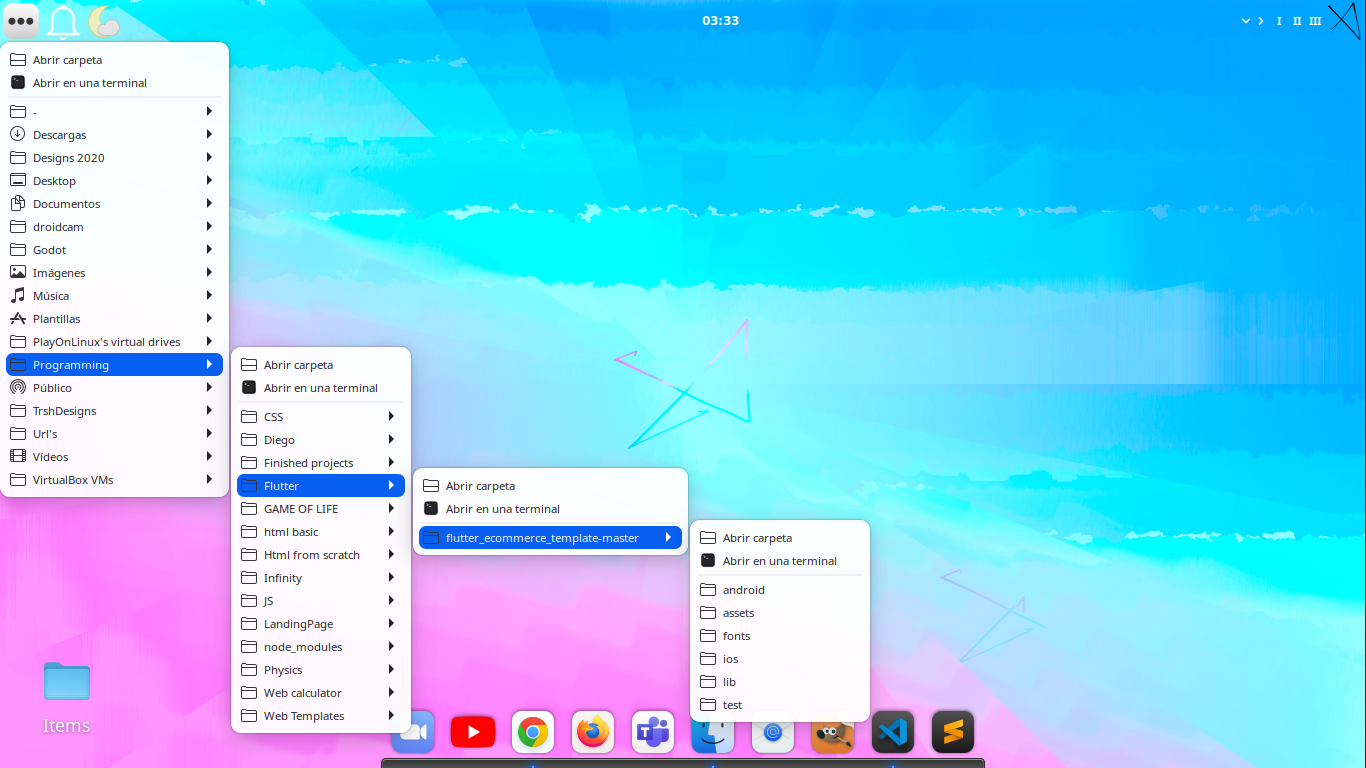 03:33
I II III
Abrir carpeta
Abrir en una terminal
-
Descargas
Designs 2020
Desktop
Documentos
droidcam
Godot
Imágenes
Música
Plantillas
PlayOnLinux's virtual drives
Programming
Público
TrshDesigns
Url's
Vídeos
VirtualBox VMs
Abrir carpeta
Abrir en una terminal
CSS
Diego
Finished projects
Flutter
GAME OF LIFE
html basic
Html from scratch
Infinity
JS
LandingPage
node_modules
Physics
Web calculator
Web Templates
Abrir carpeta
Abrir en una terminal
flutter_ecommerce_template-master
Abrir carpeta
Abrir en una terminal
android
assets
fonts
ios
lib
test
Items